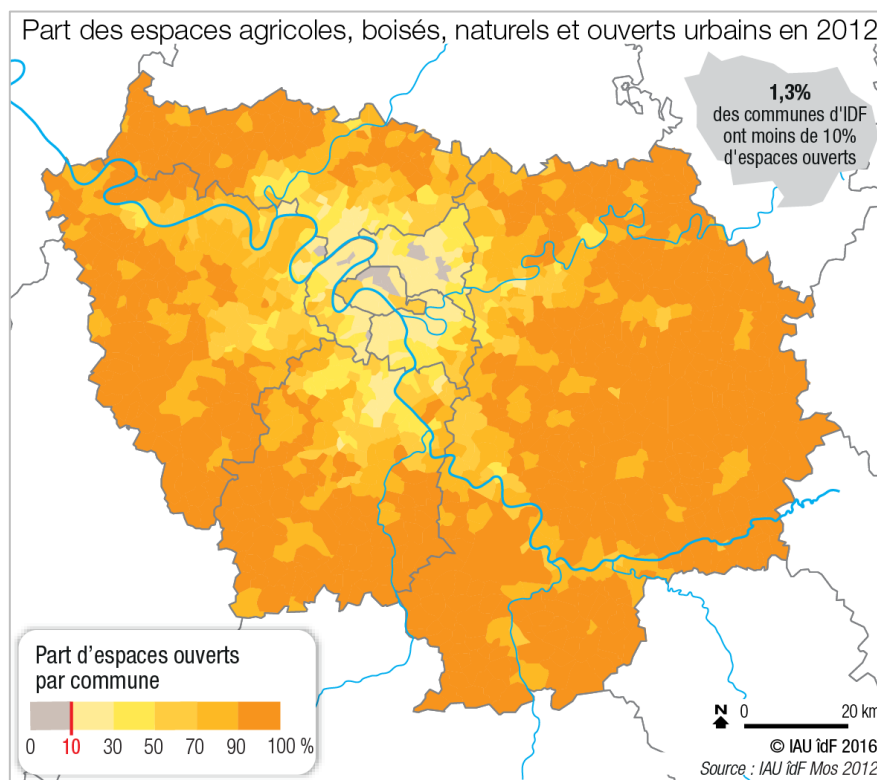 Part des espaces agricoles, boisés, naturels et ouverts urbains en 2012
1,3%
des communes d'IDF
ont moins de 10%
d'espaces ouverts
Part d'espaces ouverts
par commune
0 10 30 50 70 90 100 %
N 0 20 km
© IAU îdF 2016
Source : IAU îdF Mos 2012